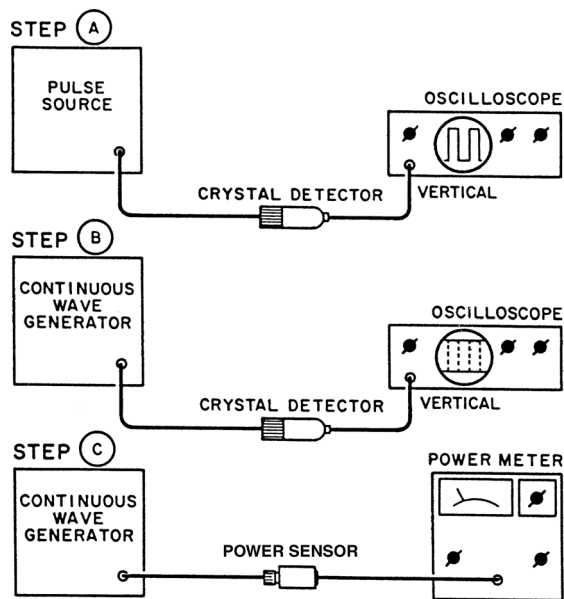 STEP A
PULSE
SOURCE
OSCILLOSCOPE
CRYSTAL DETECTOR
VERTICAL
STEP B
CONTINUOUS
WAVE
GENERATOR
OSCILLOSCOPE
CRYSTAL DETECTOR
VERTICAL
STEP C
CONTINUOUS
WAVE
GENERATOR
POWER METER
POWER SENSOR